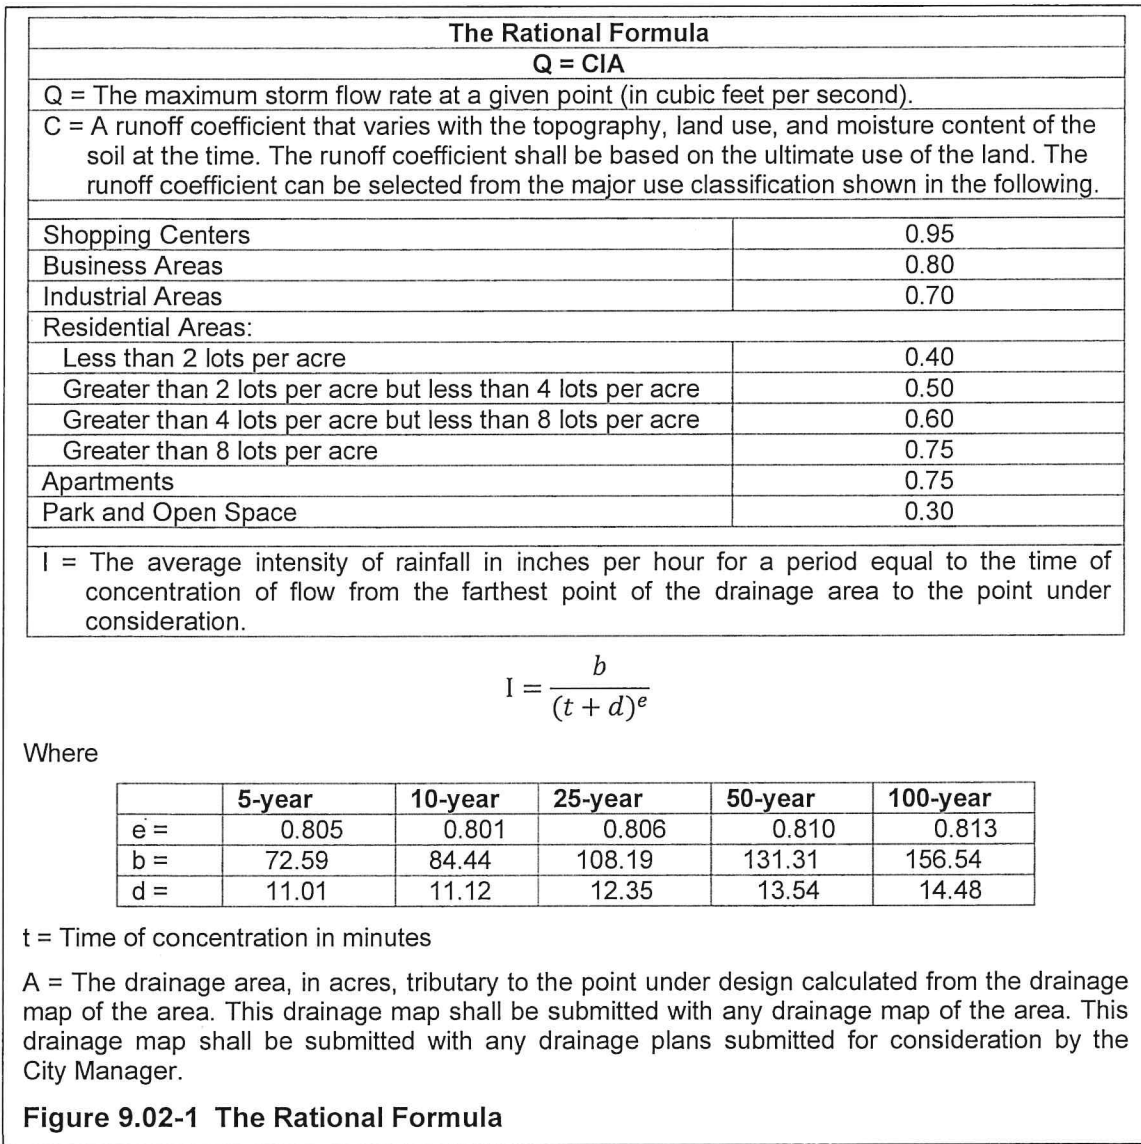 The Rational Formula
Q = CIA
Q = The maximum storm flow rate at a given point (in cubic feet per second).
C = A runoff coefficient that varies with the topography, land use, and moisture content of the
soil at the time. The runoff coefficient shall be based on the ultimate use of the land. The
runoff coefficient can be selected from the major use classification shown in the following.
Shopping Centers 0.95
Business Areas 0.80
Industrial Areas 0.70
Residential Areas:
Less than 2 lots per acre 0.40
Greater than 2 lots per acre but less than 4 lots per acre 0.50
Greater than 4 lots per acre but less than 8 lots per acre 0.60
Greater than 8 lots per acre 0.75
Apartments 0.75
Park and Open Space 0.30
I = The average intensity of rainfall in inches per hour for a period equal to the time of
concentration of flow from the farthest point of the drainage area to the point under
consideration.
I = b / (t + d)^e
Where
5-year 10-year 25-year 50-year 100-year
e = 0.805 0.801 0.806 0.810 0.813
b = 72.59 84.44 108.19 131.31 156.54
d = 11.01 11.12 12.35 13.54 14.48
t = Time of concentration in minutes
A = The drainage area, in acres, tributary to the point under design calculated from the drainage
map of the area. This drainage map shall be submitted with any drainage map of the area. This
drainage map shall be submitted with any drainage plans submitted for consideration by the
City Manager.
Figure 9.02-1 The Rational Formula